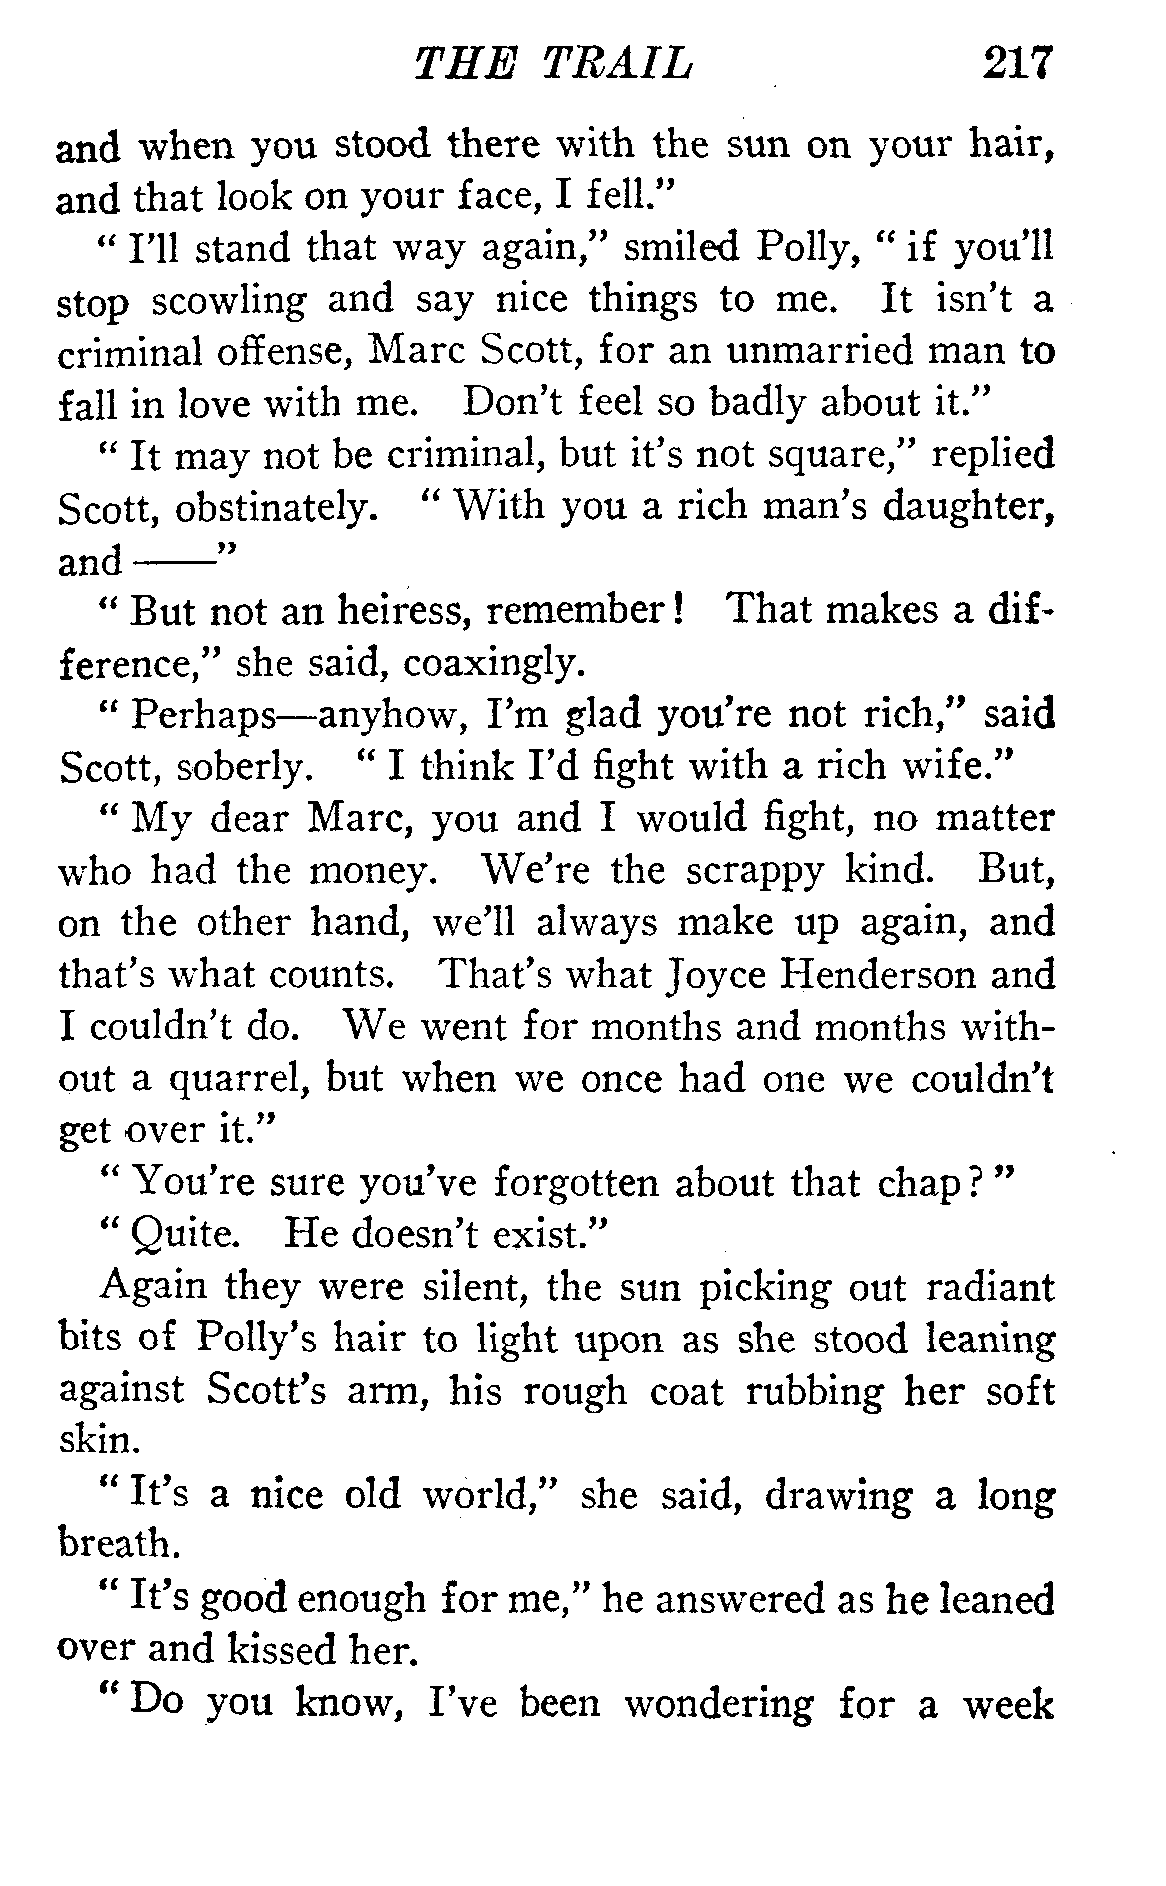 THE TRAIL 217
and when you stood there with the sun on your hair,
and that look on your face, I fell."
" I'll stand that way again," smiled Polly, " if you'll
stop scowling and say nice things to me. It isn't a
criminal offense, Marc Scott, for an unmarried man to
fall in love with me. Don't feel so badly about it."
" It may not be criminal, but it's not square," replied
Scott, obstinately. " With you a rich man's daughter,
and ——"
" But not an heiress, remember! That makes a dif-
ference," she said, coaxingly.
" Perhaps—anyhow, I'm glad you're not rich," said
Scott, soberly. " I think I'd fight with a rich wife."
" My dear Marc, you and I would fight, no matter
who had the money. We're the scrappy kind. But,
on the other hand, we'll always make up again, and
that's what counts. That's what Joyce Henderson and
I couldn't do. We went for months and months with-
out a quarrel, but when we once had one we couldn't
get over it."
" You're sure you've forgotten about that chap? "
" Quite. He doesn't exist."
Again they were silent, the sun picking out radiant
bits of Polly's hair to light upon as she stood leaning
against Scott's arm, his rough coat rubbing her soft
skin.
" It's a nice old world," she said, drawing a long
breath.
" It's good enough for me," he answered as he leaned
over and kissed her.
" Do you know, I've been wondering for a week